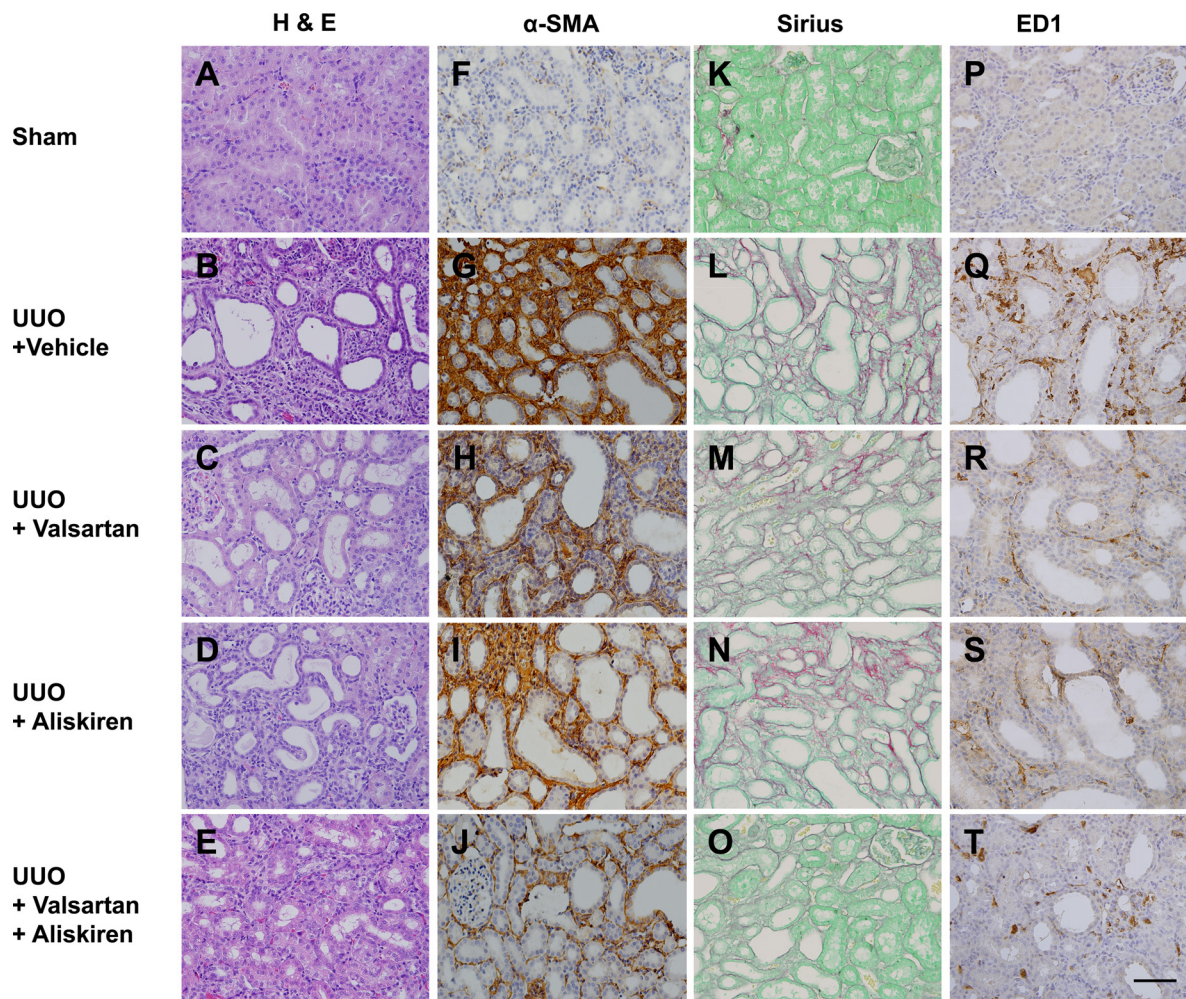 H & E
α-SMA
Sirius
ED1
Sham
A
F
K
P
UUO
+Vehicle
B
G
L
Q
UUO
+ Valsartan
C
H
M
R
UUO
+ Aliskiren
D
I
N
S
UUO
+ Valsartan
+ Aliskiren
E
J
O
T